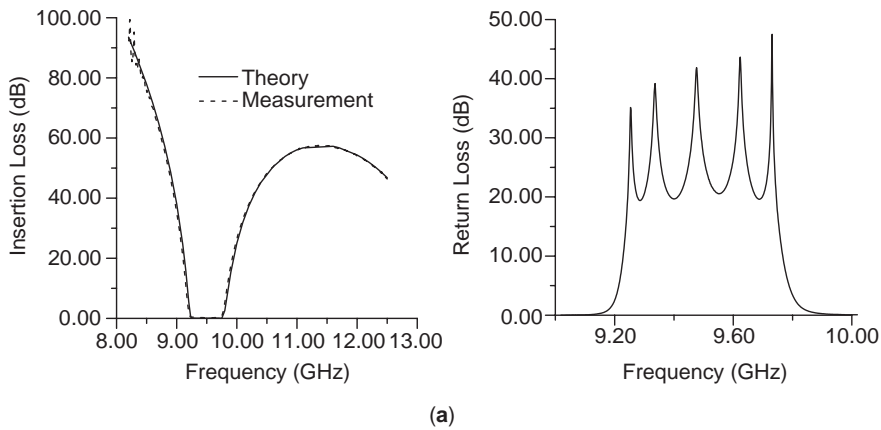 100.00
80.00
60.00
40.00
20.00
0.00
Insertion Loss (dB)
Theory
Measurement
8.00 9.00 10.00 11.00 12.00 13.00
Frequency (GHz)
50.00
40.00
30.00
20.00
10.00
0.00
Return Loss (dB)
9.20 9.60 10.00
Frequency (GHz)
(a)